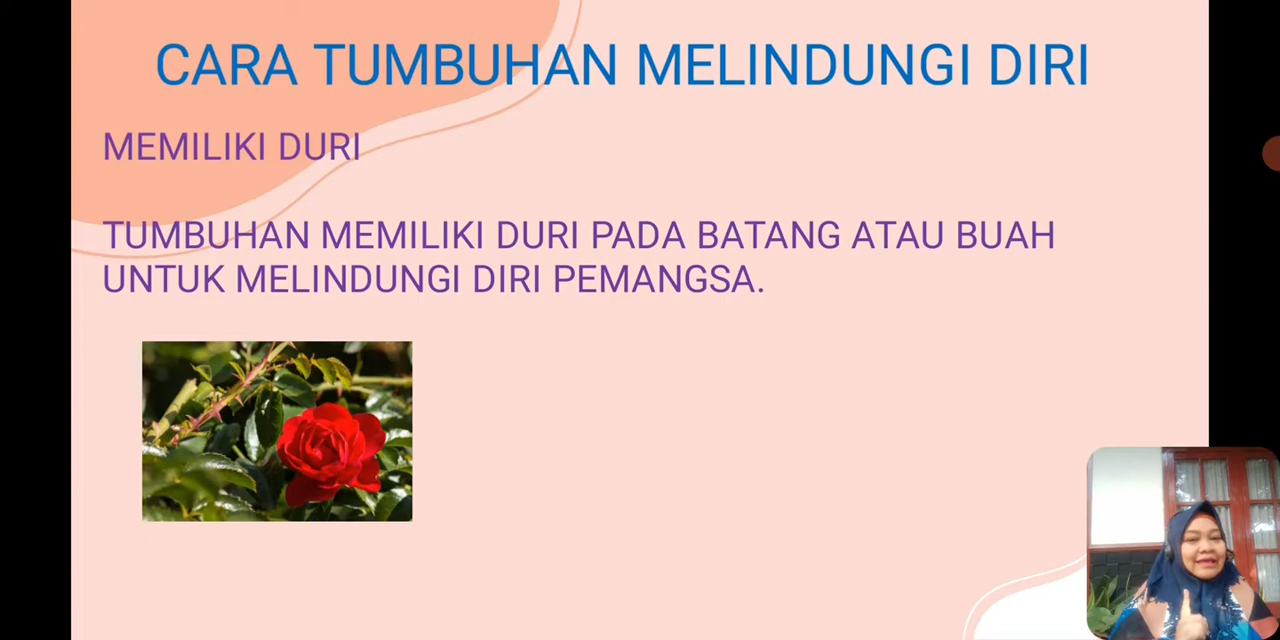 CARA TUMBUHAN MELINDUNGI DIRI
MEMILIKI DURI
TUMBUHAN MEMILIKI DURI PADA BATANG ATAU BUAH
UNTUK MELINDUNGI DIRI PEMANGSA.